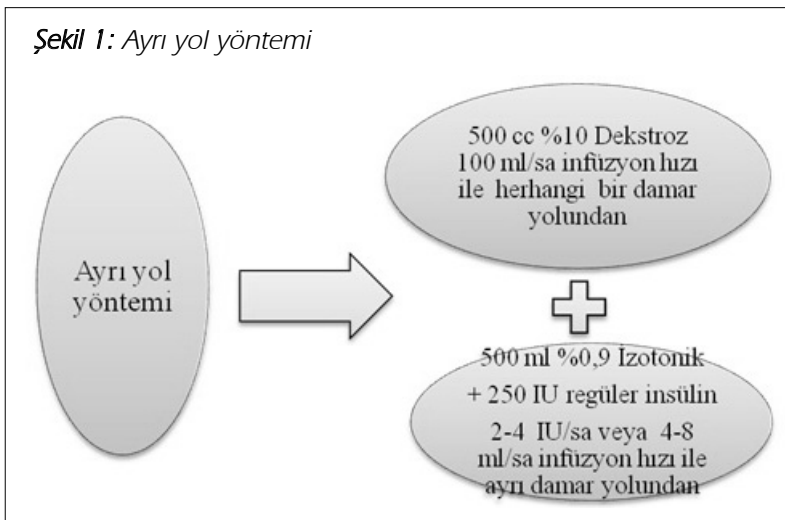 Şekil 1: Ayrı yol yöntemi
Ayrı yol
yöntemi
500 cc %10 Dekstroz
100 ml/sa infüzyon hızı
ile herhangi bir damar
yolundan
500 ml %0,9 İzotonik
+ 250 IU regüler insülin
2-4 IU/sa veya 4-8
ml/sa infüzyon hızı ile
ayrı damar yolundan